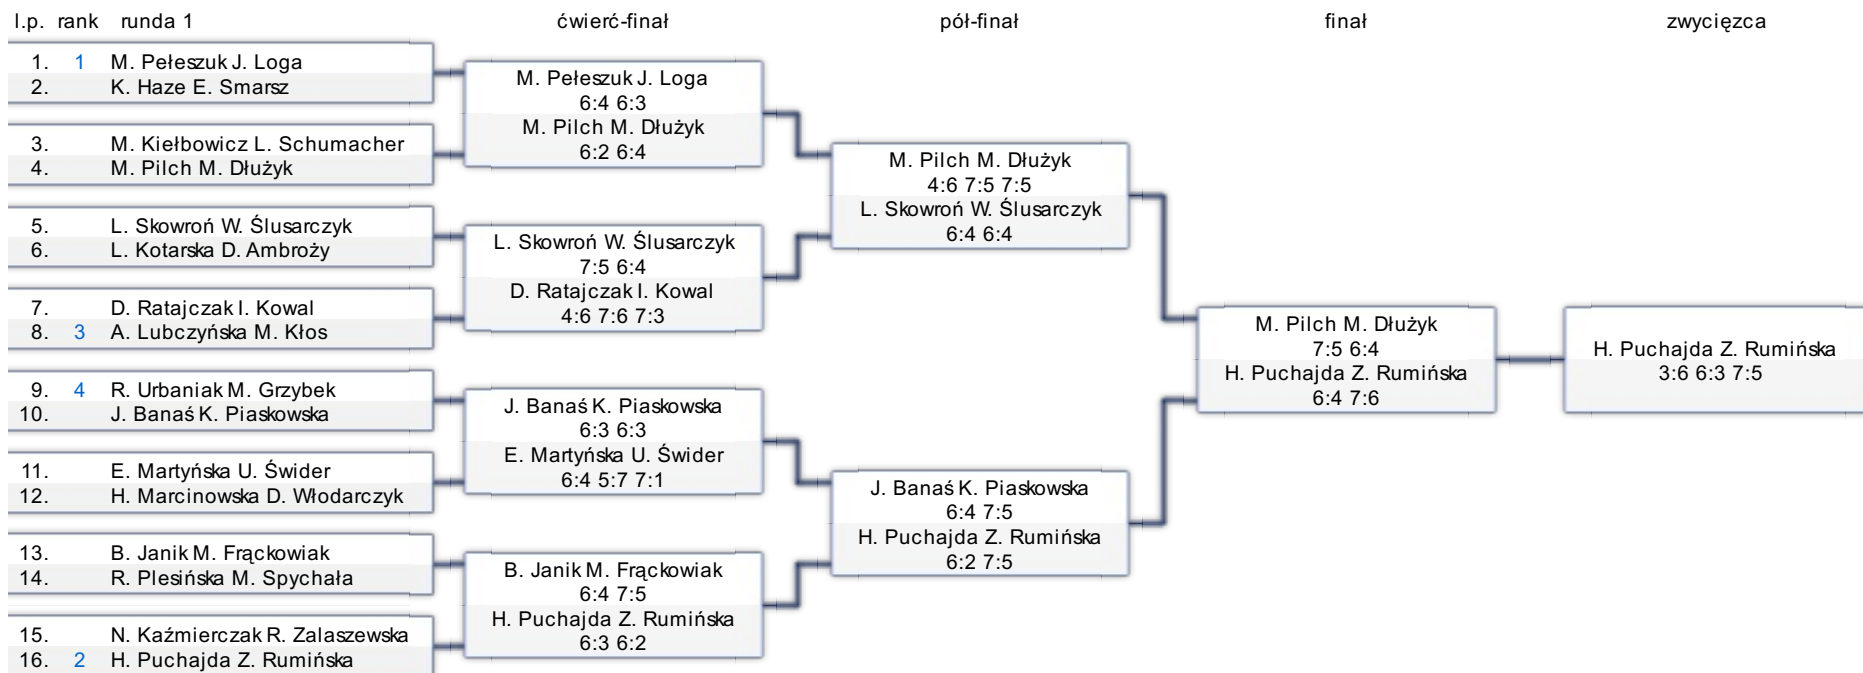 l.p. rank runda 1 ćwierć-finał pół-finał finał zwycięzca
1. 1 M. Pełeszuk J. Loga
2. K. Haze E. Smarsz
3. M. Kiełbowicz L. Schumacher
4. M. Pilch M. Dłużyk
5. L. Skowroń W. Ślusarczyk
6. L. Kotarska D. Ambroży
7. D. Ratajczak I. Kowal
8. 3 A. Lubczyńska M. Kłos
9. 4 R. Urbaniak M. Grzybek
10. J. Banaś K. Piaskowska
11. E. Martyńska U. Świder
12. H. Marcinowska D. Włodarczyk
13. B. Janik M. Frąckowiak
14. R. Plesińska M. Spychała
15. N. Kaźmierczak R. Zalaszewska
16. 2 H. Puchajda Z. Rumińska
M. Pełeszuk J. Loga
6:4 6:3
M. Pilch M. Dłużyk
6:2 6:4
L. Skowroń W. Ślusarczyk
7:5 6:4
D. Ratajczak I. Kowal
4:6 7:6 7:3
J. Banaś K. Piaskowska
6:3 6:3
E. Martyńska U. Świder
6:4 5:7 7:1
B. Janik M. Frąckowiak
6:4 7:5
H. Puchajda Z. Rumińska
6:3 6:2
M. Pilch M. Dłużyk
4:6 7:5 7:5
L. Skowroń W. Ślusarczyk
6:4 6:4
J. Banaś K. Piaskowska
6:4 7:5
H. Puchajda Z. Rumińska
6:2 7:5
M. Pilch M. Dłużyk
7:5 6:4
H. Puchajda Z. Rumińska
6:4 7:6
H. Puchajda Z. Rumińska
3:6 6:3 7:5